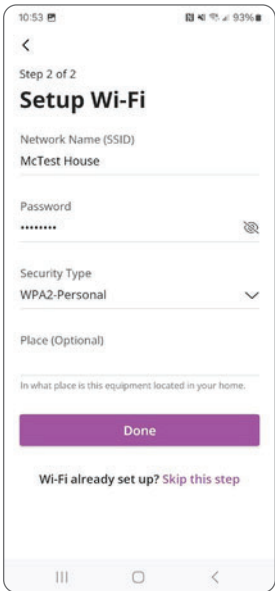 10:53 93%
Step 2 of 2
Setup Wi-Fi
Network Name (SSID)
McTest House
Password
••••••••
Security Type
WPA2-Personal
Place (Optional)
In what place is this equipment located in your home.
Done
Wi-Fi already set up? Skip this step